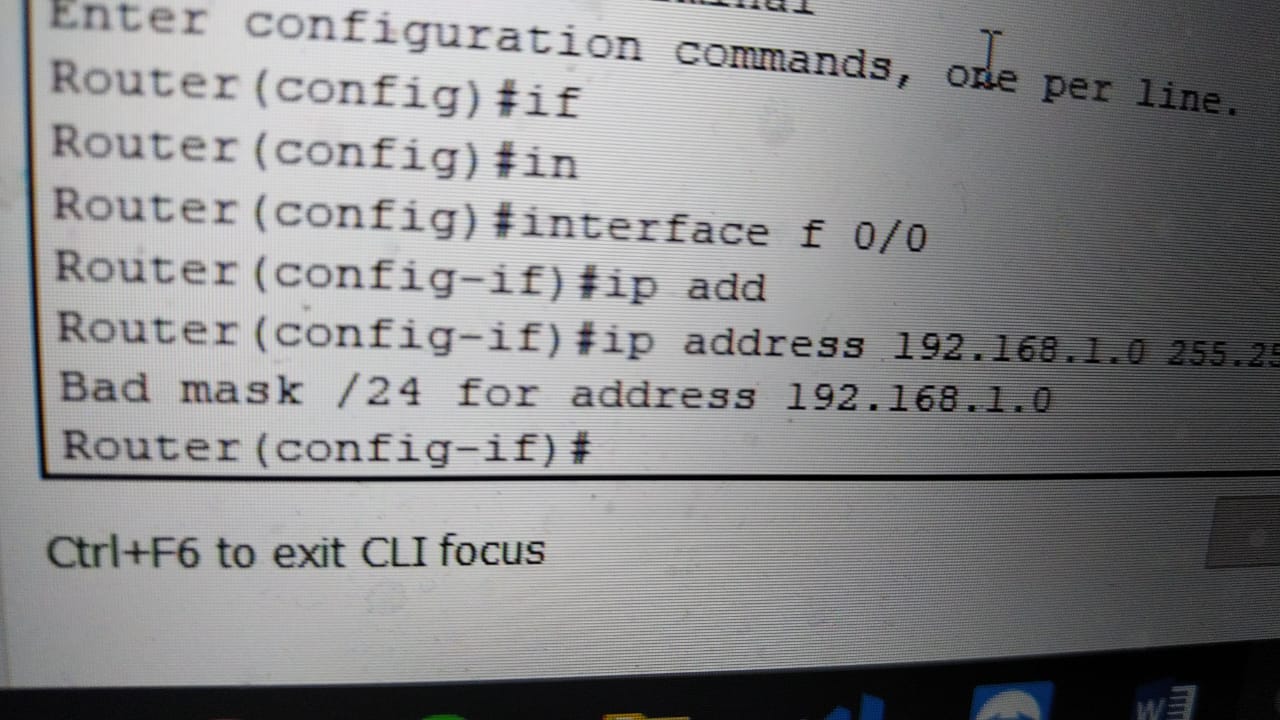 Enter configuration commands, one per line.
Router(config)#if
Router(config)#in
Router(config)#interface f 0/0
Router(config-if)#ip add
Router(config-if)#ip address 192.168.1.0 255.25
Bad mask /24 for address 192.168.1.0
Router(config-if)#
Ctrl+F6 to exit CLI focus
W